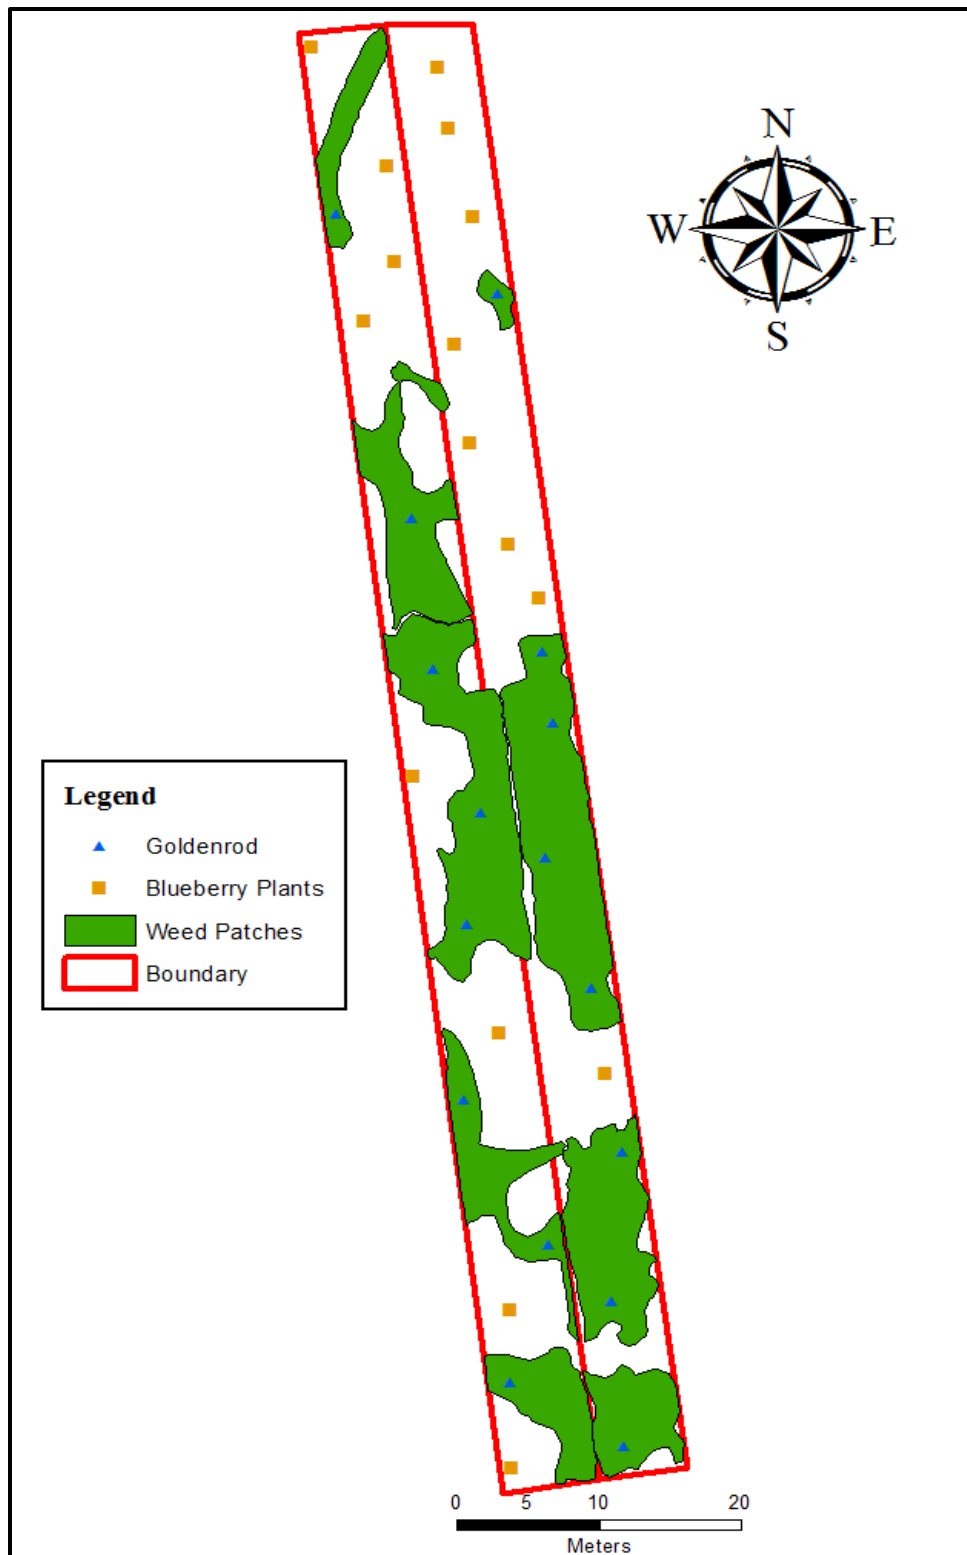 N
W E
S
Legend
Goldenrod
Blueberry Plants
Weed Patches
Boundary
0 5 10 20
Meters